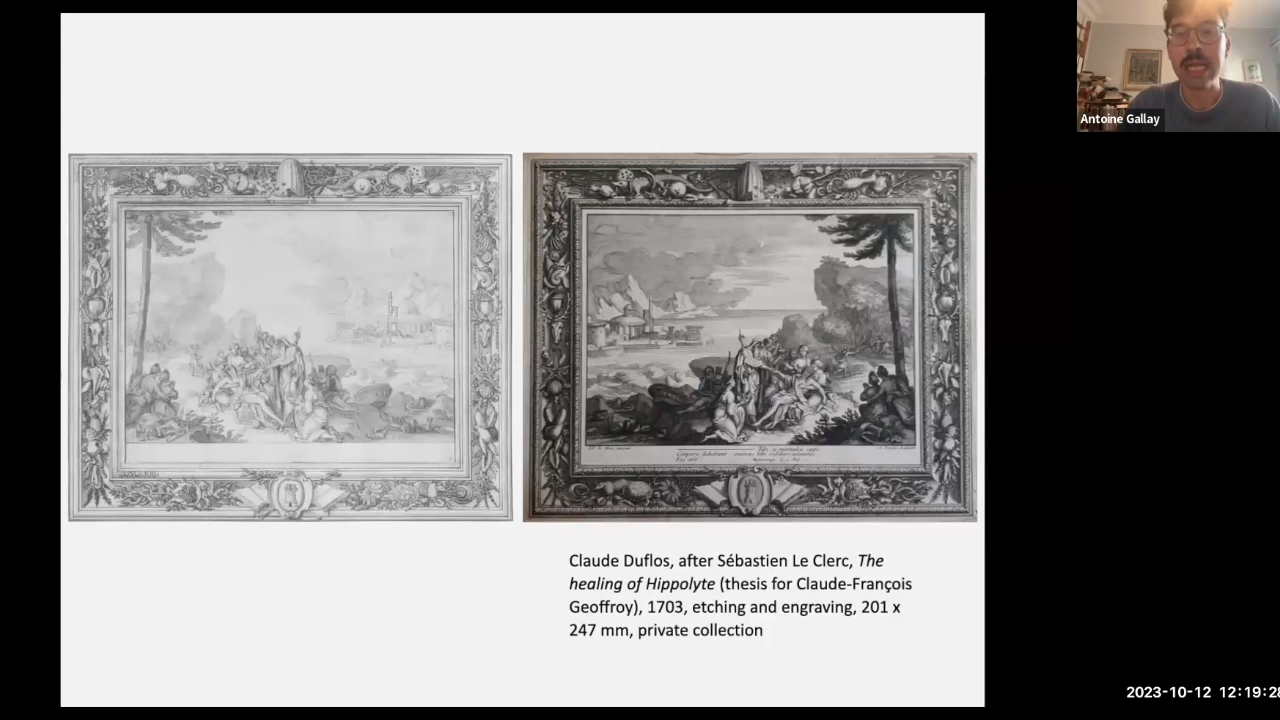 Antoine Gallay
Claude Duflos, after Sébastien Le Clerc, The
healing of Hippolyte (thesis for Claude-François
Geoffroy), 1703, etching and engraving, 201 x
247 mm, private collection
2023-10-12 12:19:28